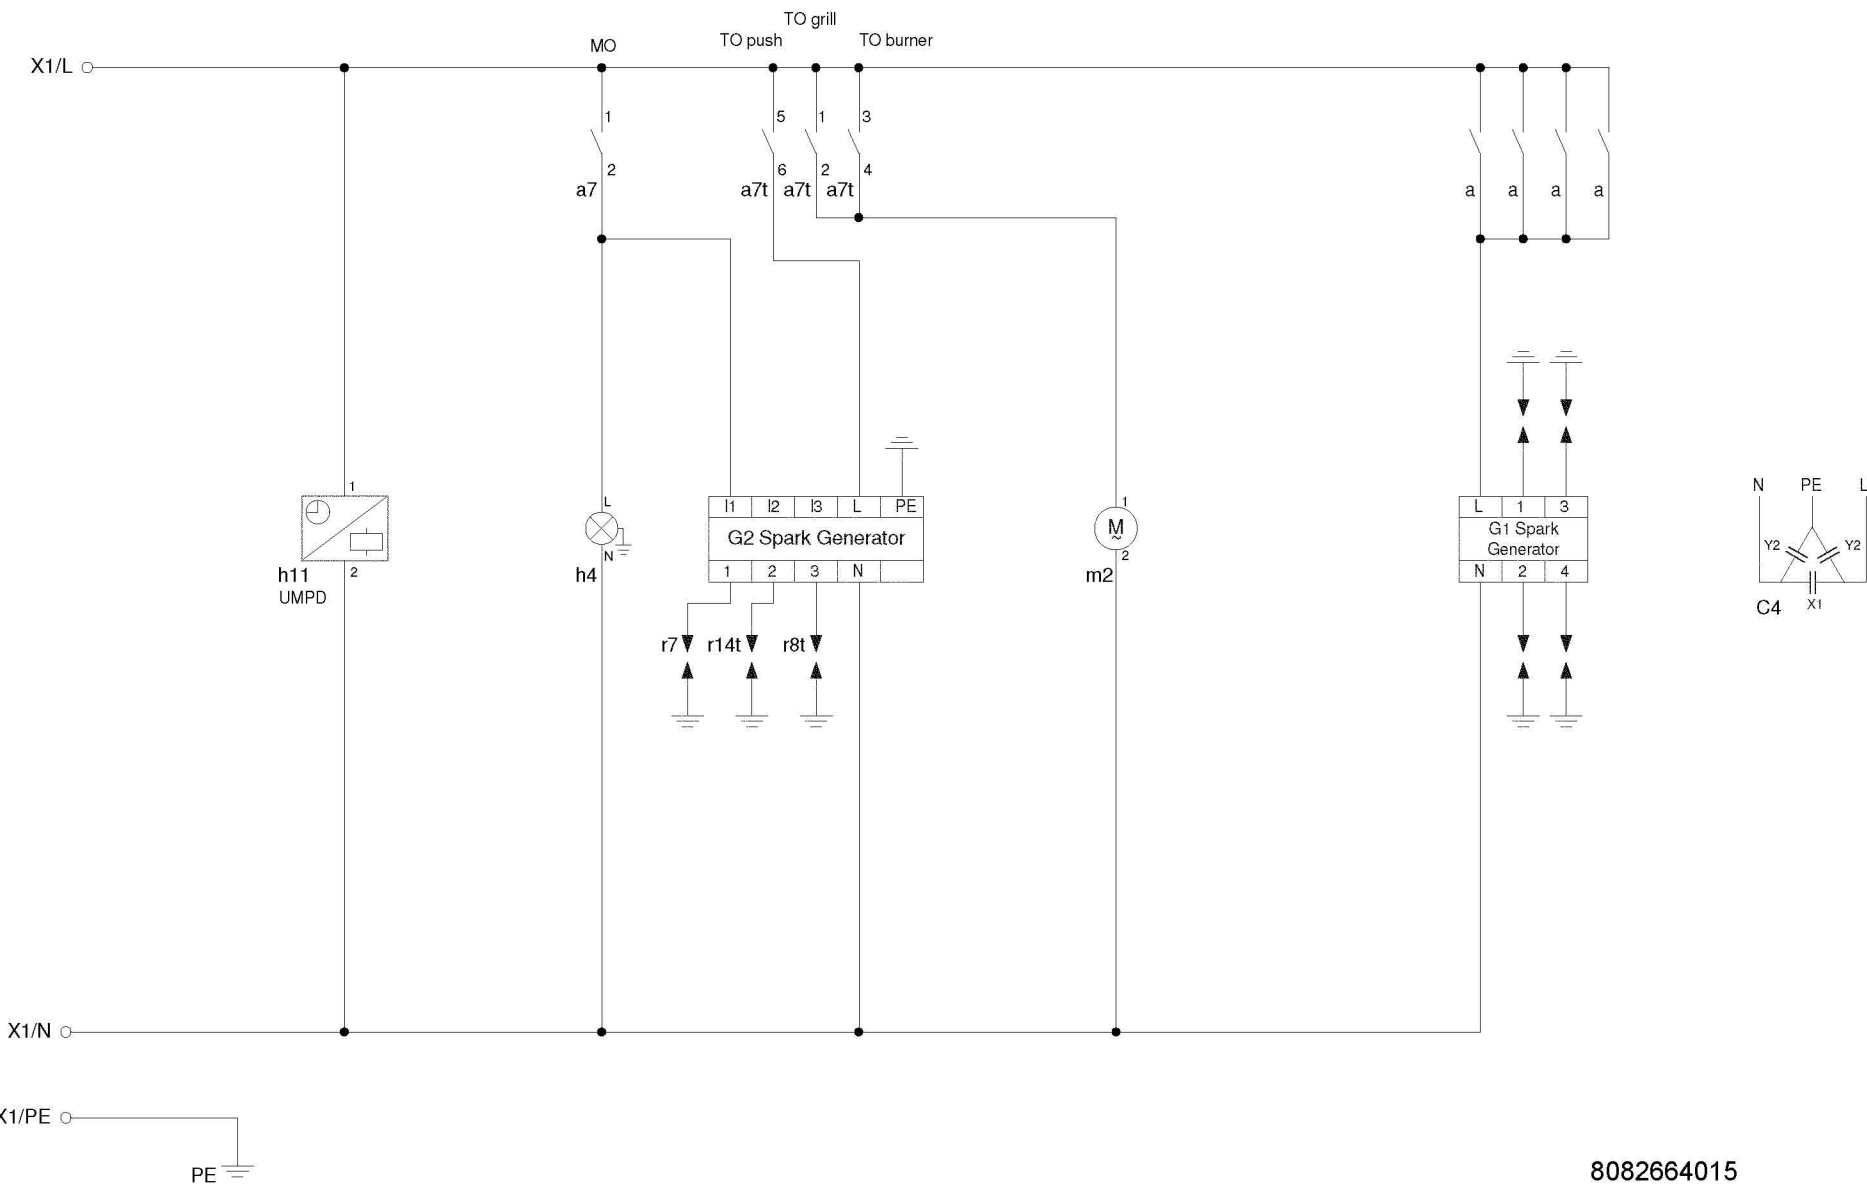 TO grill
TO push
TO burner
MO
X1/L
1
5
1
3
2
6
2
4
a7
a7t
a7t
a7t
a
a
a
a
1
L
I1
I2
I3
L
PE
1
L
1
3
N
PE
L
G2 Spark Generator
M
~
G1 Spark
Generator
Y2
Y2
2
N
1
2
3
N
2
N
2
4
h11
UMPD
h4
m2
C4
X1
r7
r14t
r8t
X1/N
X1/PE
PE
8082664015